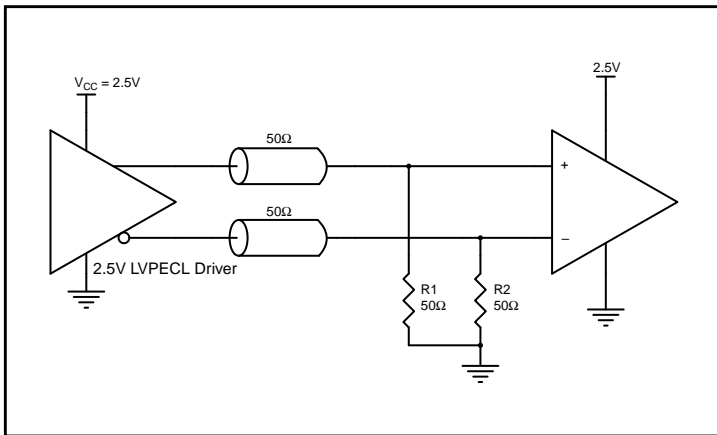 V_CC = 2.5V
2.5V
50Ω
50Ω
+
−
2.5V LVPECL Driver
R1
50Ω
R2
50Ω